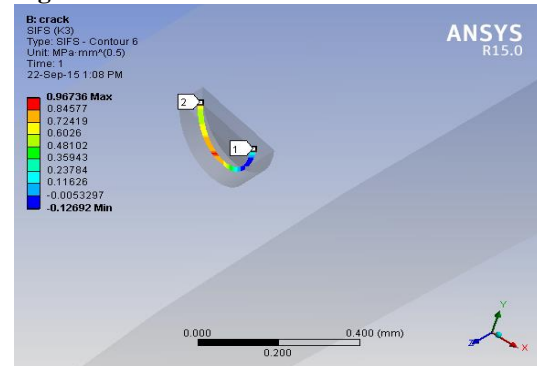 B: crack
SIFS (K3)
Type: SIFS - Contour 6
Unit: MPa·mm^(0.5)
Time: 1
22-Sep-15 1:08 PM
ANSYS
R15.0
0.96736 Max
0.84577
0.72419
0.6026
0.48102
0.35943
0.23784
0.11626
-0.0053297
-0.12692 Min
2
1
0.000
0.400 (mm)
0.200
Y
Z
X